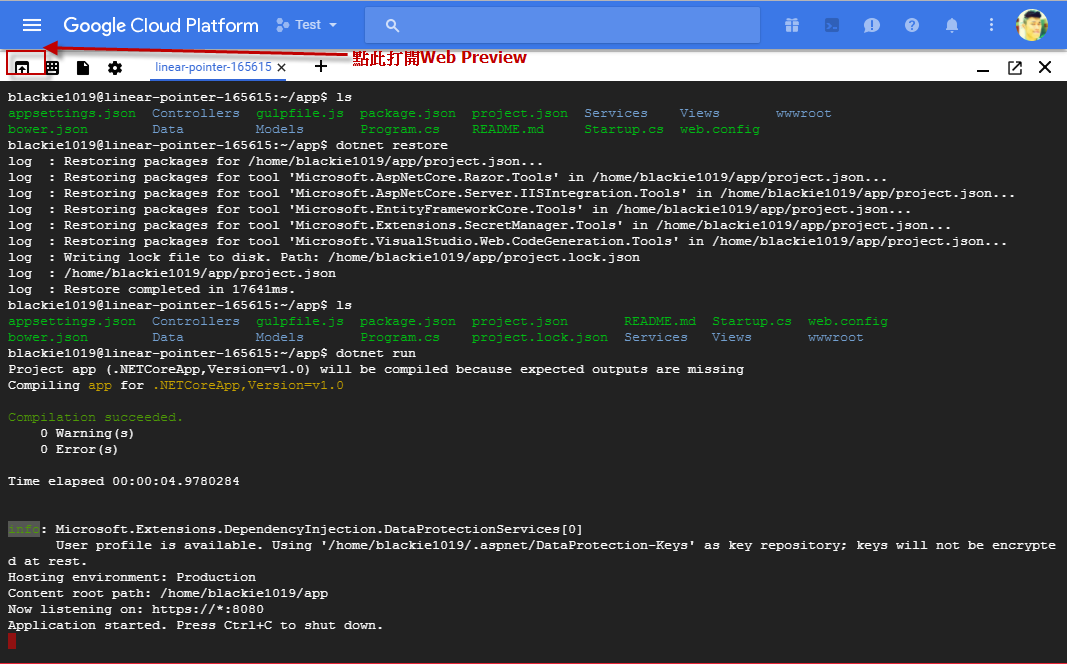 Google Cloud Platform Test
點此打開Web Preview
linear-pointer-165615
blackie1019@linear-pointer-165615:~/app$ ls
appsettings.json Controllers gulpfile.js package.json project.json Services Views wwwroot
bower.json Data Models Program.cs README.md Startup.cs web.config
blackie1019@linear-pointer-165615:~/app$ dotnet restore
log : Restoring packages for /home/blackie1019/app/project.json...
log : Restoring packages for tool 'Microsoft.AspNetCore.Razor.Tools' in /home/blackie1019/app/project.json...
log : Restoring packages for tool 'Microsoft.AspNetCore.Server.IISIntegration.Tools' in /home/blackie1019/app/project.json...
log : Restoring packages for tool 'Microsoft.EntityFrameworkCore.Tools' in /home/blackie1019/app/project.json...
log : Restoring packages for tool 'Microsoft.Extensions.SecretManager.Tools' in /home/blackie1019/app/project.json...
log : Restoring packages for tool 'Microsoft.VisualStudio.Web.CodeGeneration.Tools' in /home/blackie1019/app/project.json...
log : Writing lock file to disk. Path: /home/blackie1019/app/project.lock.json
log : /home/blackie1019/app/project.json
log : Restore completed in 17641ms.
blackie1019@linear-pointer-165615:~/app$ ls
appsettings.json Controllers gulpfile.js package.json project.json README.md Startup.cs web.config
bower.json Data Models Program.cs project.lock.json Services Views wwwroot
blackie1019@linear-pointer-165615:~/app$ dotnet run
Project app (.NETCoreApp,Version=v1.0) will be compiled because expected outputs are missing
Compiling app for .NETCoreApp,Version=v1.0
Compilation succeeded.
0 Warning(s)
0 Error(s)
Time elapsed 00:00:04.9780284
info: Microsoft.Extensions.DependencyInjection.DataProtectionServices[0]
User profile is available. Using '/home/blackie1019/.aspnet/DataProtection-Keys' as key repository; keys will not be encrypte
d at rest.
Hosting environment: Production
Content root path: /home/blackie1019/app
Now listening on: https://*:8080
Application started. Press Ctrl+C to shut down.